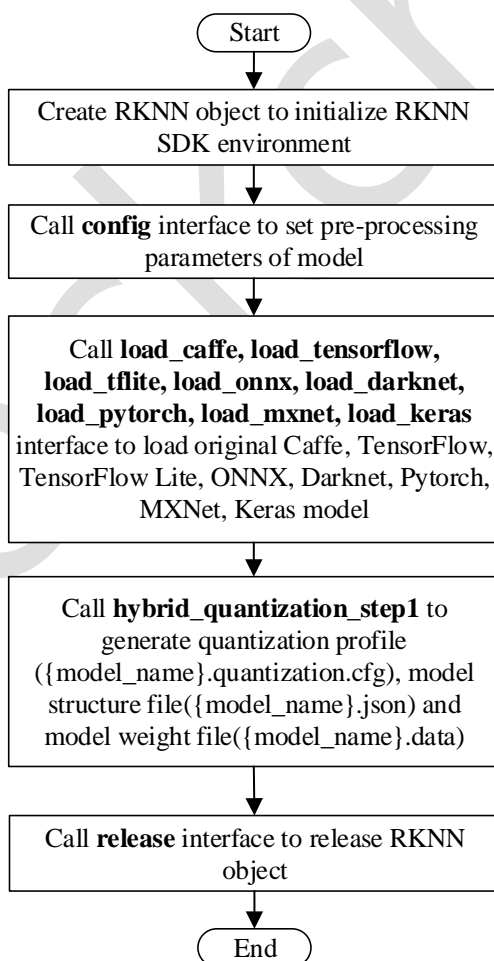 Start
Create RKNN object to initialize RKNN
SDK environment
Call config interface to set pre-processing
parameters of model
Call load_caffe, load_tensorflow,
load_tflite, load_onnx, load_darknet,
load_pytorch, load_mxnet, load_keras
interface to load original Caffe, TensorFlow,
TensorFlow Lite, ONNX, Darknet, Pytorch,
MXNet, Keras model
Call hybrid_quantization_step1 to
generate quantization profile
({model_name}.quantization.cfg), model
structure file({model_name}.json) and
model weight file({model_name}.data)
Call release interface to release RKNN
object
End